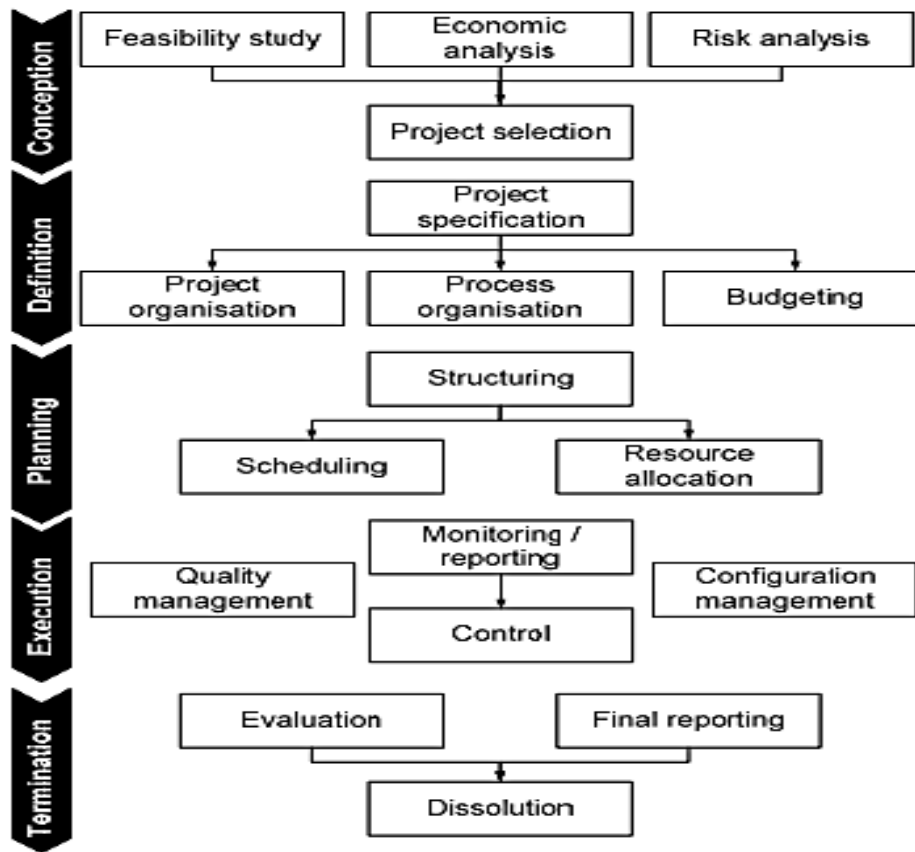 Conception
Feasibility study
Economic
analysis
Risk analysis
Project selection
Definition
Project
specification
Project
organisation
Process
organisation
Budgeting
Planning
Structuring
Scheduling
Resource
allocation
Execution
Monitoring /
reporting
Quality
management
Configuration
management
Control
Termination
Evaluation
Final reporting
Dissolution